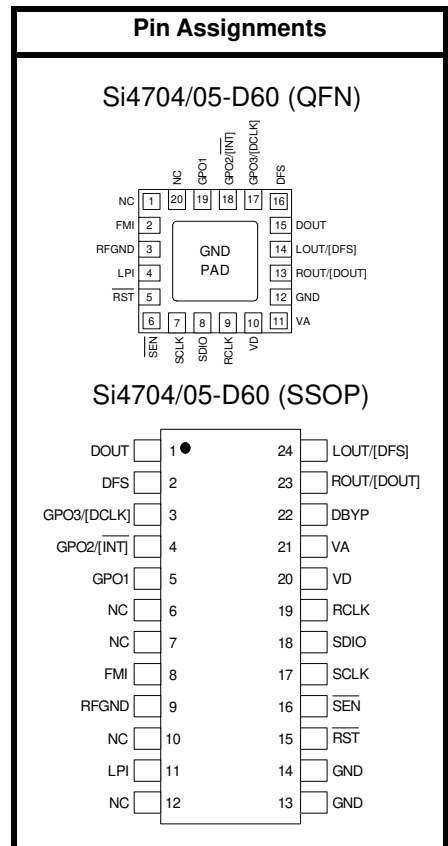 Pin Assignments
Si4704/05-D60 (QFN)
NC
GPO1
GPO2/[INT]
GPO3/[DCLK]
DFS
NC 1 20 19 18 17 16
FMI 2 15 DOUT
RFGND 3 14 LOUT/[DFS]
LPI 4 13 ROUT/[DOUT]
RST 5 12 GND
GND
PAD
6 7 8 9 10 11 VA
SEN
SCLK
SDIO
RCLK
VD
Si4704/05-D60 (SSOP)
DOUT 1 24 LOUT/[DFS]
DFS 2 23 ROUT/[DOUT]
GPO3/[DCLK] 3 22 DBYP
GPO2/[INT] 4 21 VA
GPO1 5 20 VD
NC 6 19 RCLK
NC 7 18 SDIO
FMI 8 17 SCLK
RFGND 9 16 SEN
NC 10 15 RST
LPI 11 14 GND
NC 12 13 GND